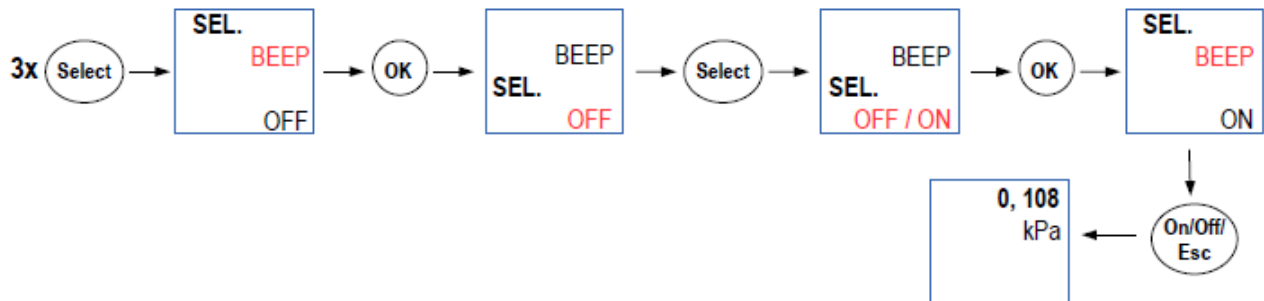 3x
Select
SEL.
BEEP
OFF
OK
BEEP
SEL.
OFF
Select
BEEP
SEL.
OFF / ON
OK
SEL.
BEEP
ON
On/Off/
Esc
0, 108
kPa